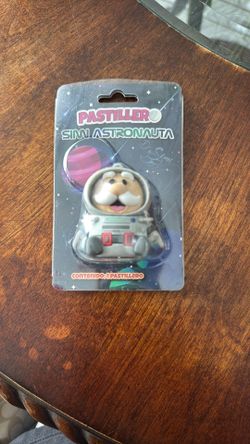 PASTILLERO
SIMI ASTRONAUTA
CONTENIDO: 1 PASTILLERO